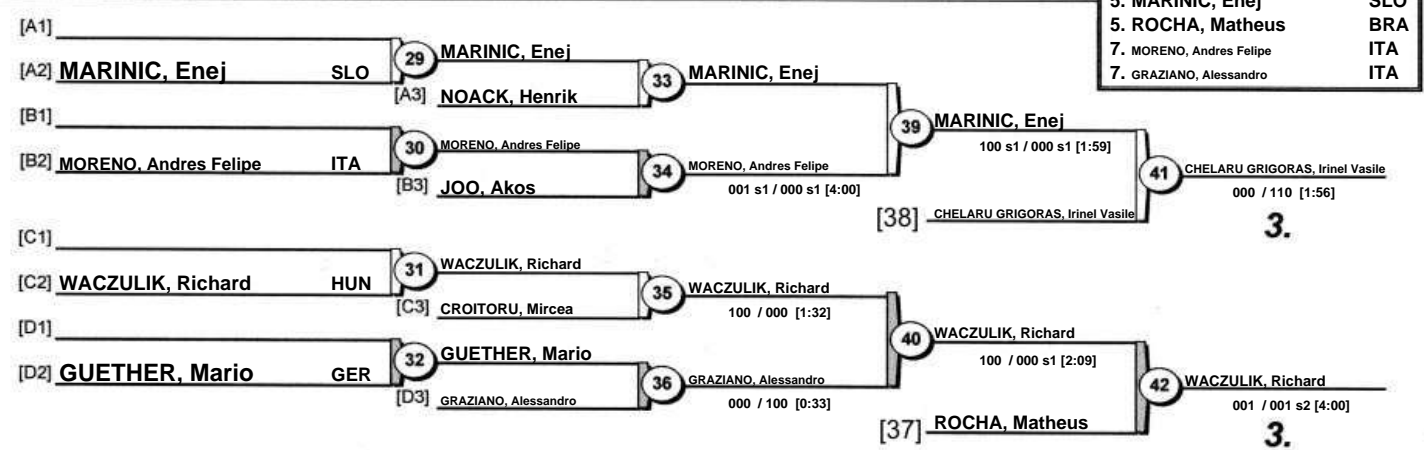 5. MARINIC, Enej SLO
5. ROCHA, Matheus BRA
7. MORENO, Andres Felipe ITA
7. GRAZIANO, Alessandro ITA
[A1]
[A2] MARINIC, Enej SLO
29
MARINIC, Enej
[A3] NOACK, Henrik
33
MARINIC, Enej
[B1]
[B2] MORENO, Andres Felipe ITA
30
MORENO, Andres Felipe
[B3] JOO, Akos
34
MORENO, Andres Felipe
001 s1 / 000 s1 [4:00]
39
MARINIC, Enej
100 s1 / 000 s1 [1:59]
[38] CHELARU GRIGORAS, Irinel Vasile
41
CHELARU GRIGORAS, Irinel Vasile
000 / 110 [1:56]
3.
[C1]
[C2] WACZULIK, Richard HUN
31
WACZULIK, Richard
[C3] CROITORU, Mircea
35
WACZULIK, Richard
100 / 000 [1:32]
[D1]
[D2] GUETHER, Mario GER
32
GUETHER, Mario
[D3] GRAZIANO, Alessandro
36
GRAZIANO, Alessandro
000 / 100 [0:33]
40
WACZULIK, Richard
100 / 000 s1 [2:09]
[37] ROCHA, Matheus
42
WACZULIK, Richard
001 / 001 s2 [4:00]
3.